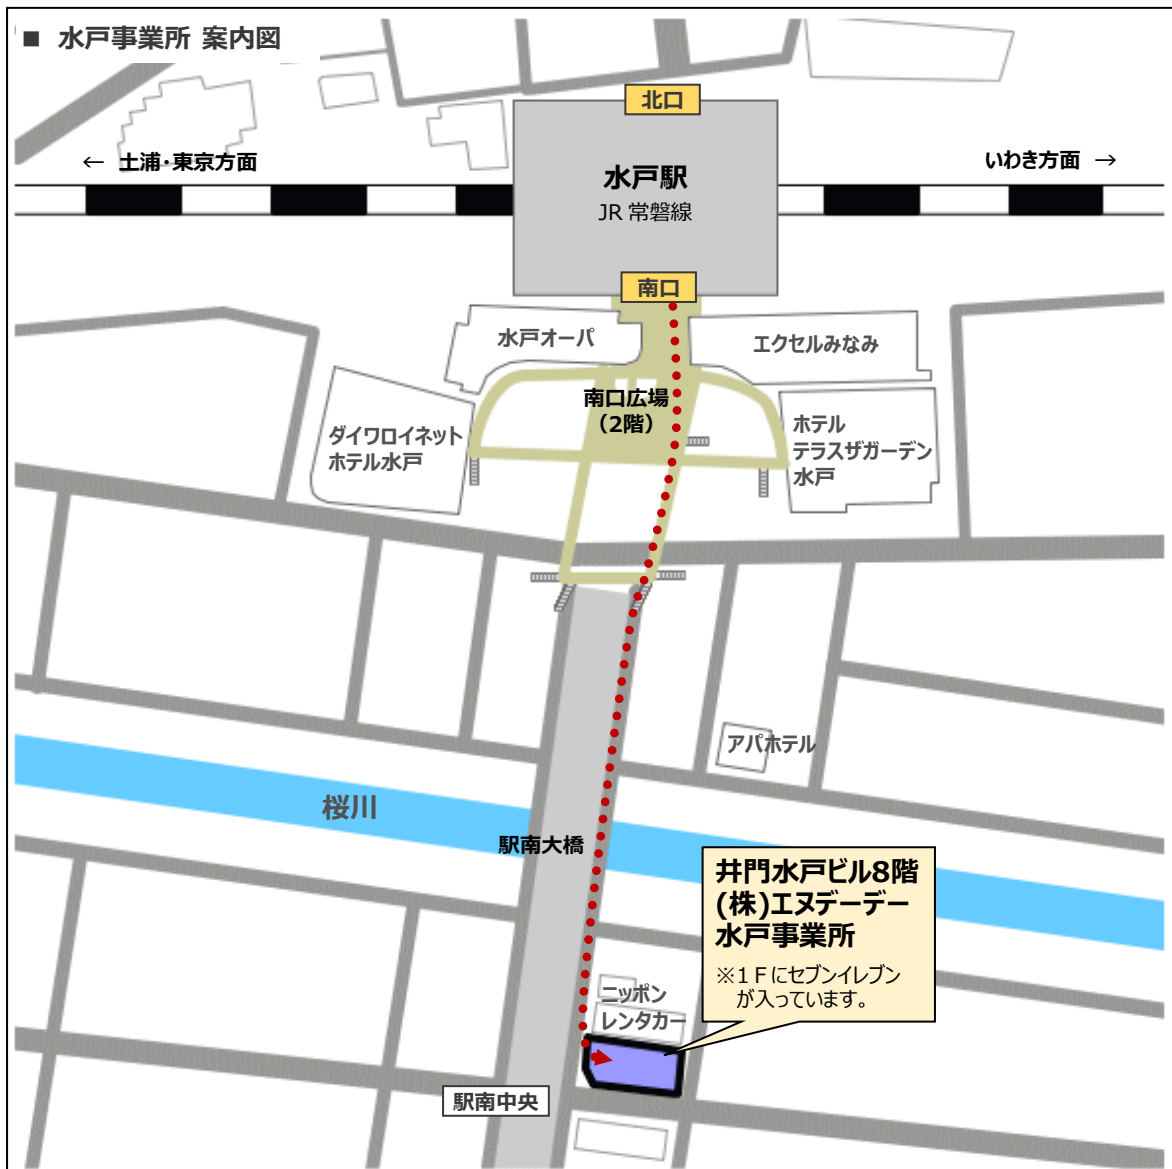 ■ 水戸事業所 案内図
北口
← 土浦・東京方面
いわき方面 →
水戸駅
JR 常磐線
南口
水戸オーパ
エクセルみなみ
南口広場
（2階）
ダイワロイネット
ホテル水戸
ホテル
テラスザガーデン
水戸
アパホテル
桜川
駅南大橋
井門水戸ビル8階
(株)エヌデーデー
水戸事業所
※１Ｆにセブンイレブン
が入っています。
ニッポン
レンタカー
駅南中央